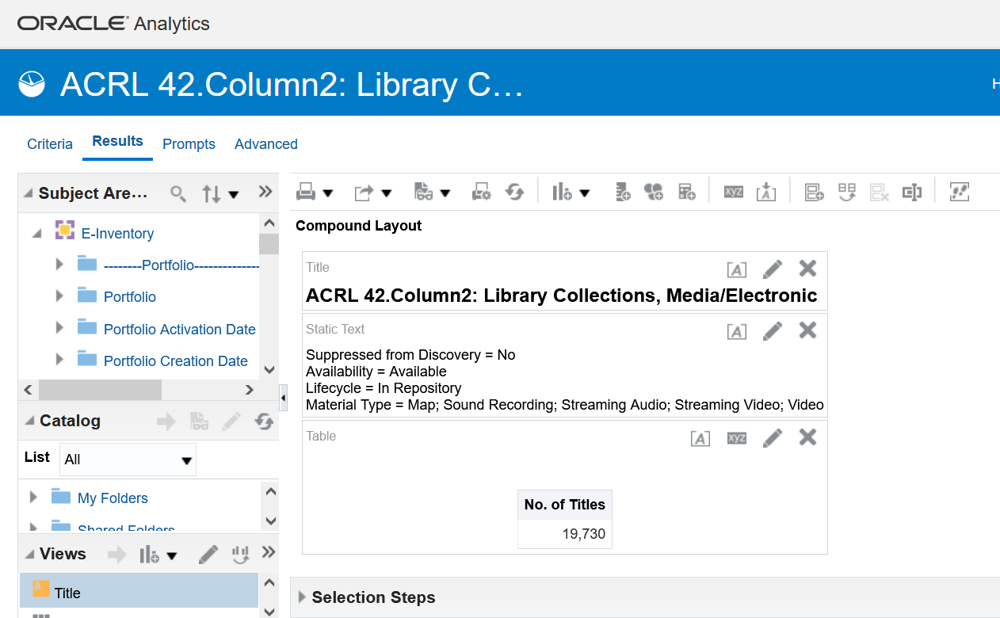 ORACLE® Analytics
ACRL 42.Column2: Library C...
H
Criteria
Results
Prompts
Advanced
Subject Are...
E-Inventory
--------Portfolio--------------
Portfolio
Portfolio Activation Date
Portfolio Creation Date
Catalog
List
All
My Folders
Shared Folders
Views
Title
xyz
A
Compound Layout
Title
A
ACRL 42.Column2: Library Collections, Media/Electronic
Static Text
A
Suppressed from Discovery = No
Availability = Available
Lifecycle = In Repository
Material Type = Map; Sound Recording; Streaming Audio; Streaming Video; Video
Table
A
xyz
No. of Titles
19,730
Selection Steps